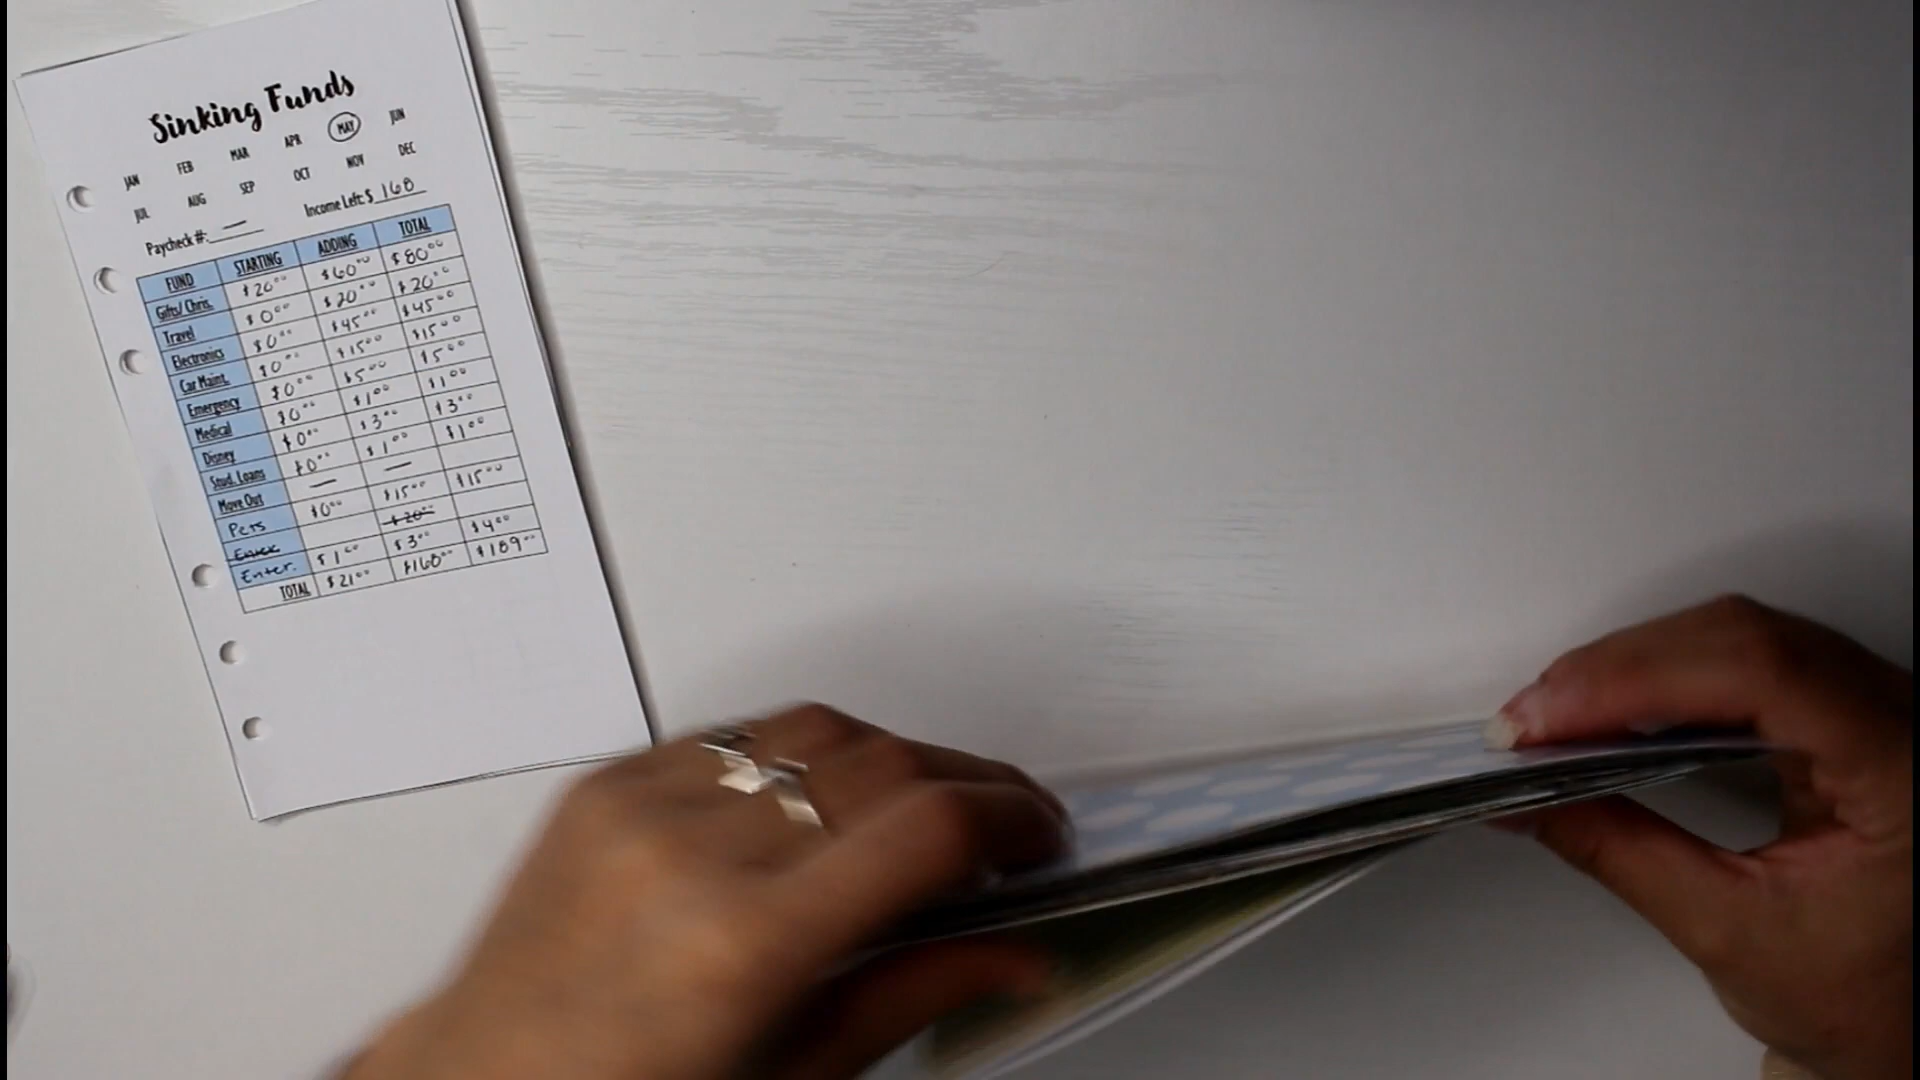 Sinking Funds
JAN FEB MAR APR MAY JUN
JUL AUG SEP OCT NOV DEC
Paycheck #: — Income Left: $ 168
FUND STARTING ADDING TOTAL
Gifts/ Chris. $20.00 $60.00 $80.00
Travel $0.00 $20.00 $20.00
Electronics $0.00 $45.00 $45.00
Car Maint. $0.00 $15.00 $15.00
Emergency $0.00 $5.00 $5.00
Medical $0.00 $1.00 $1.00
Disney $0.00 $3.00 $3.00
Stud. Loans $0.00 $1.00 $1.00
Move Out — —
Pets $0.00 $15.00 $15.00
$20.00
Enter. $1.00 $3.00 $4.00
TOTAL $21.00 $168.00 $189.00